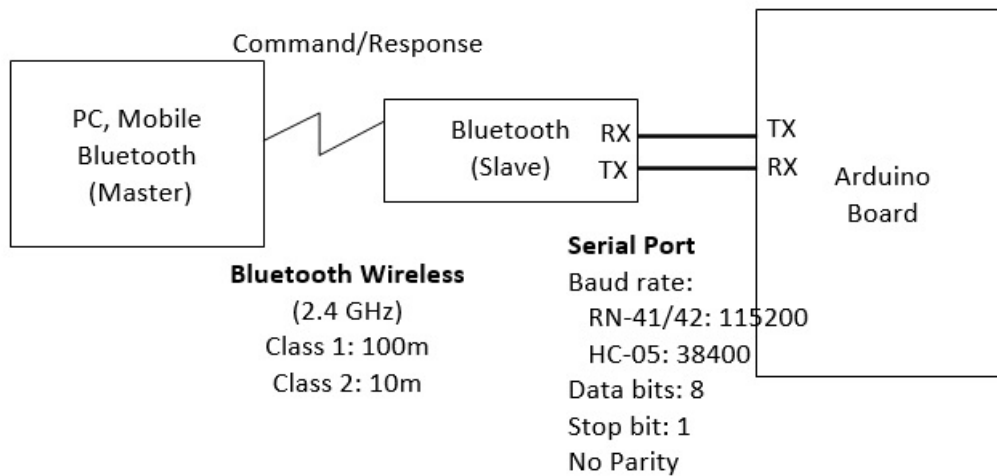 Command/Response
PC, Mobile
Bluetooth
(Master)
Bluetooth
(Slave)
RX
TX
TX
RX
Arduino
Board
Bluetooth Wireless
(2.4 GHz)
Class 1: 100m
Class 2: 10m
Serial Port
Baud rate:
RN-41/42: 115200
HC-05: 38400
Data bits: 8
Stop bit: 1
No Parity